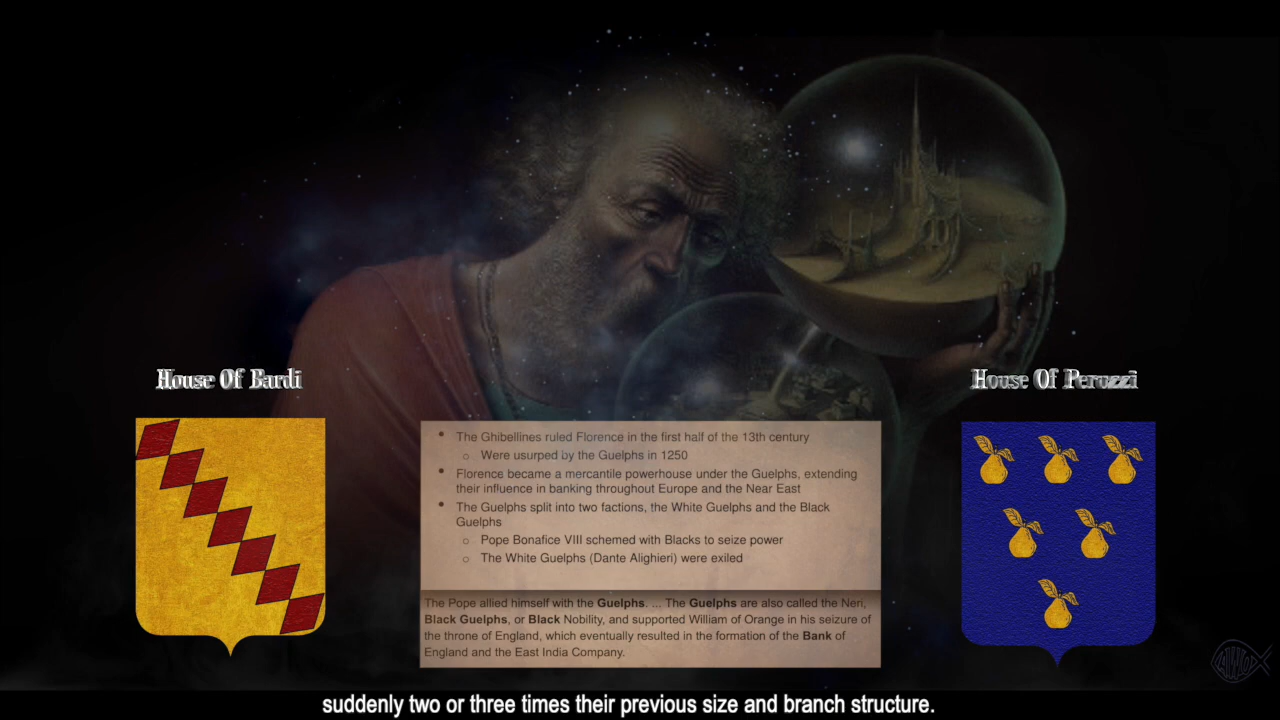 House Of Bardi
House Of Peruzzi
• The Ghibellines ruled Florence in the first half of the 13th century
o Were usurped by the Guelphs in 1250
• Florence became a mercantile powerhouse under the Guelphs, extending
their influence in banking throughout Europe and the Near East
• The Guelphs split into two factions, the White Guelphs and the Black
Guelphs
o Pope Bonafice VIII schemed with Blacks to seize power
o The White Guelphs (Dante Alighieri) were exiled
The Pope allied himself with the Guelphs. ... The Guelphs are also called the Neri,
Black Guelphs, or Black Nobility, and supported William of Orange in his seizure of
the throne of England, which eventually resulted in the formation of the Bank of
England and the East India Company.
suddenly two or three times their previous size and branch structure.